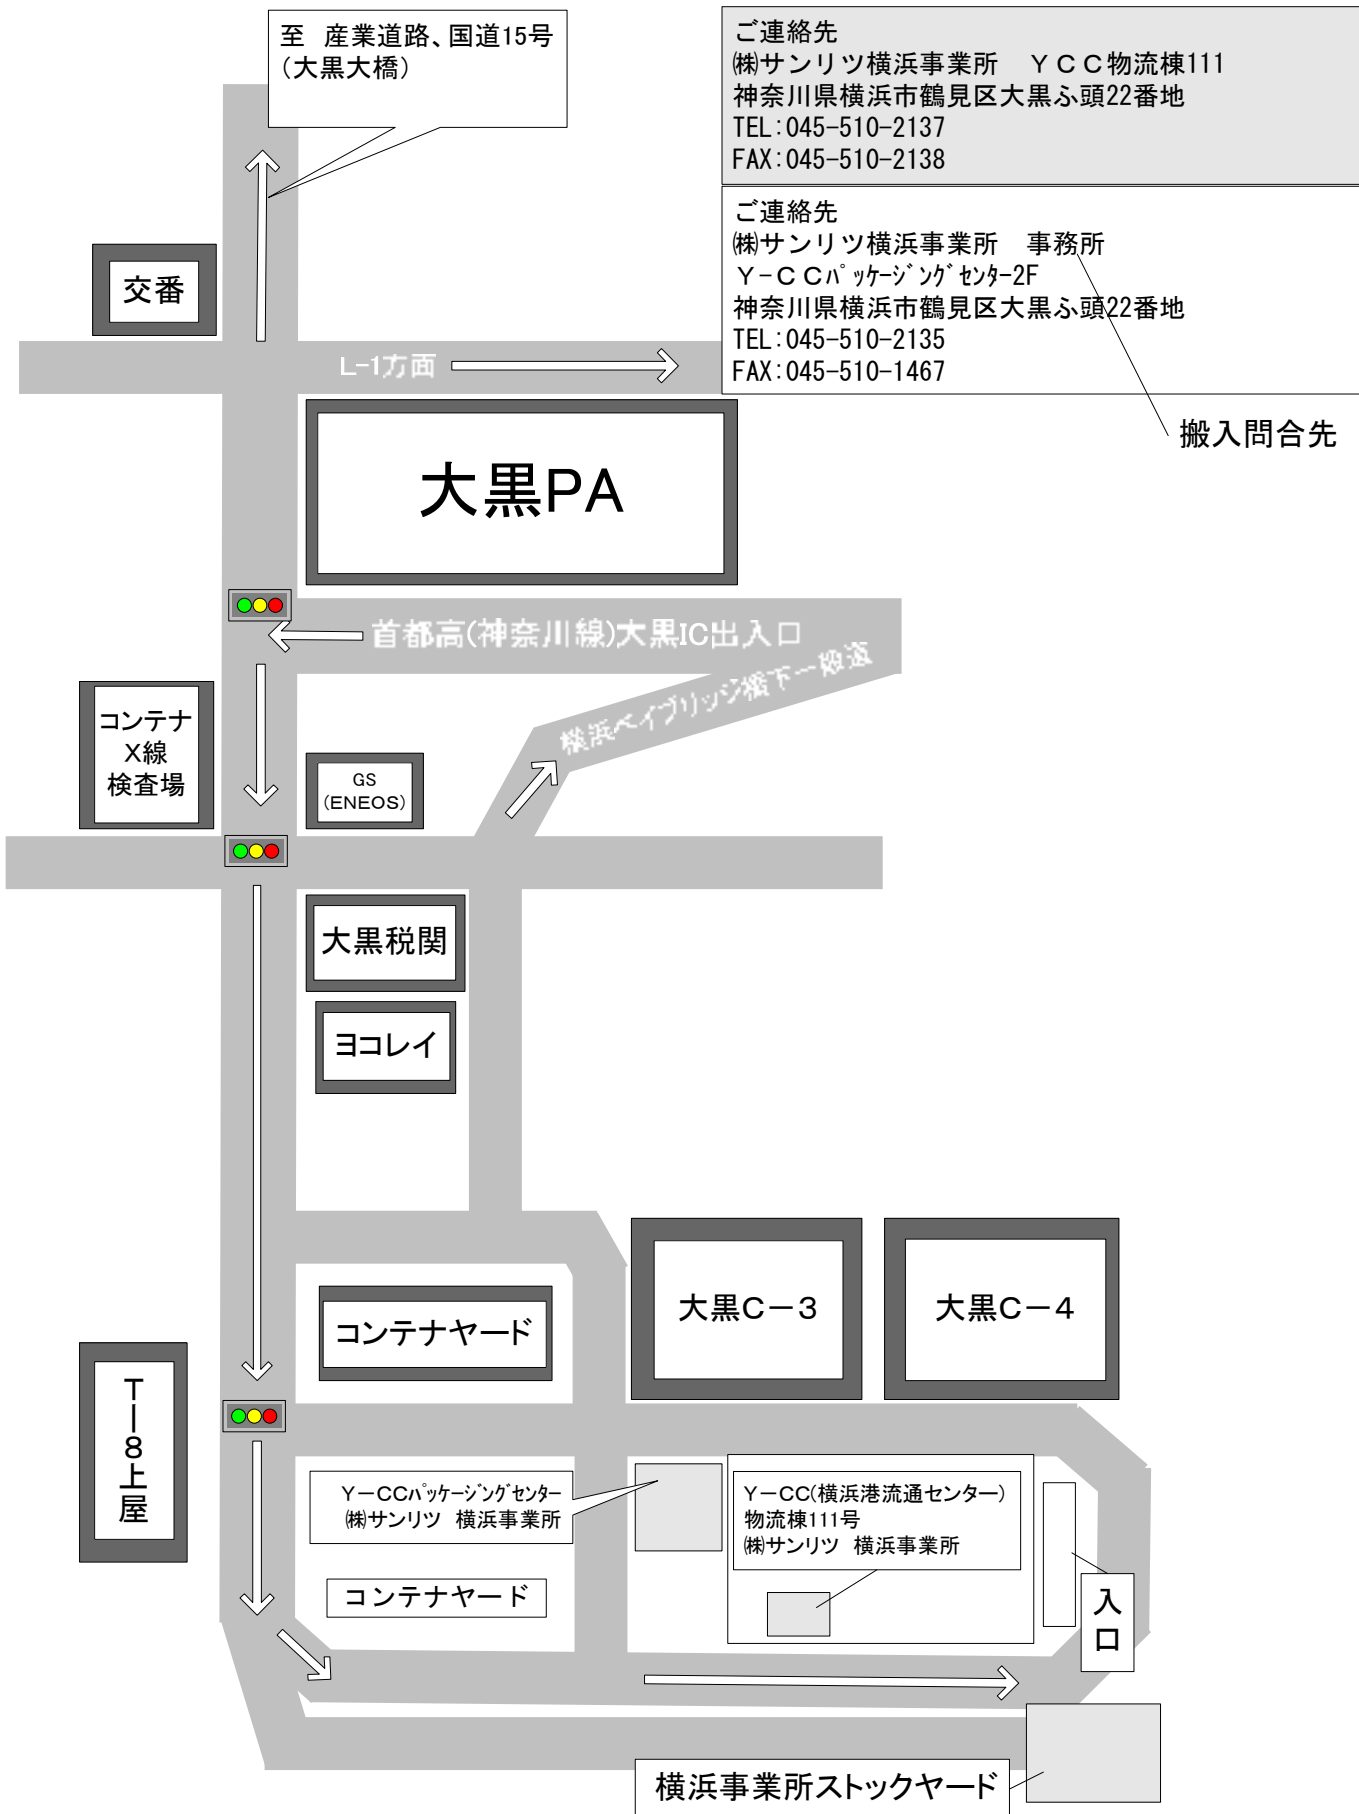 至　産業道路、国道15号
(大黒大橋)
ご連絡先
㈱サンリツ横浜事業所　ＹＣＣ物流棟111
神奈川県横浜市鶴見区大黒ふ頭22番地
TEL:045-510-2137
FAX:045-510-2138
ご連絡先
㈱サンリツ横浜事業所　事務所
Ｙ-ＣＣﾊﾟｯｹｰｼﾞﾝｸﾞｾﾝﾀｰ2F
神奈川県横浜市鶴見区大黒ふ頭22番地
TEL:045-510-2135
FAX:045-510-1467
搬入問合先
交番
L-1方面
大黒PA
首都高(神奈川線)大黒IC出入口
横浜ベイブリッジ橋下一般道
コンテナ
X線
検査場
GS
(ENEOS)
大黒税関
ヨコレイ
大黒C－3
大黒C－4
コンテナヤード
T－8上屋
Y－CCﾊﾟｯｹｰｼﾞﾝｸﾞｾﾝﾀｰ
㈱サンリツ 横浜事業所
Y－CC(横浜港流通センター)
物流棟111号
㈱サンリツ 横浜事業所
コンテナヤード
入口
横浜事業所ストックヤード